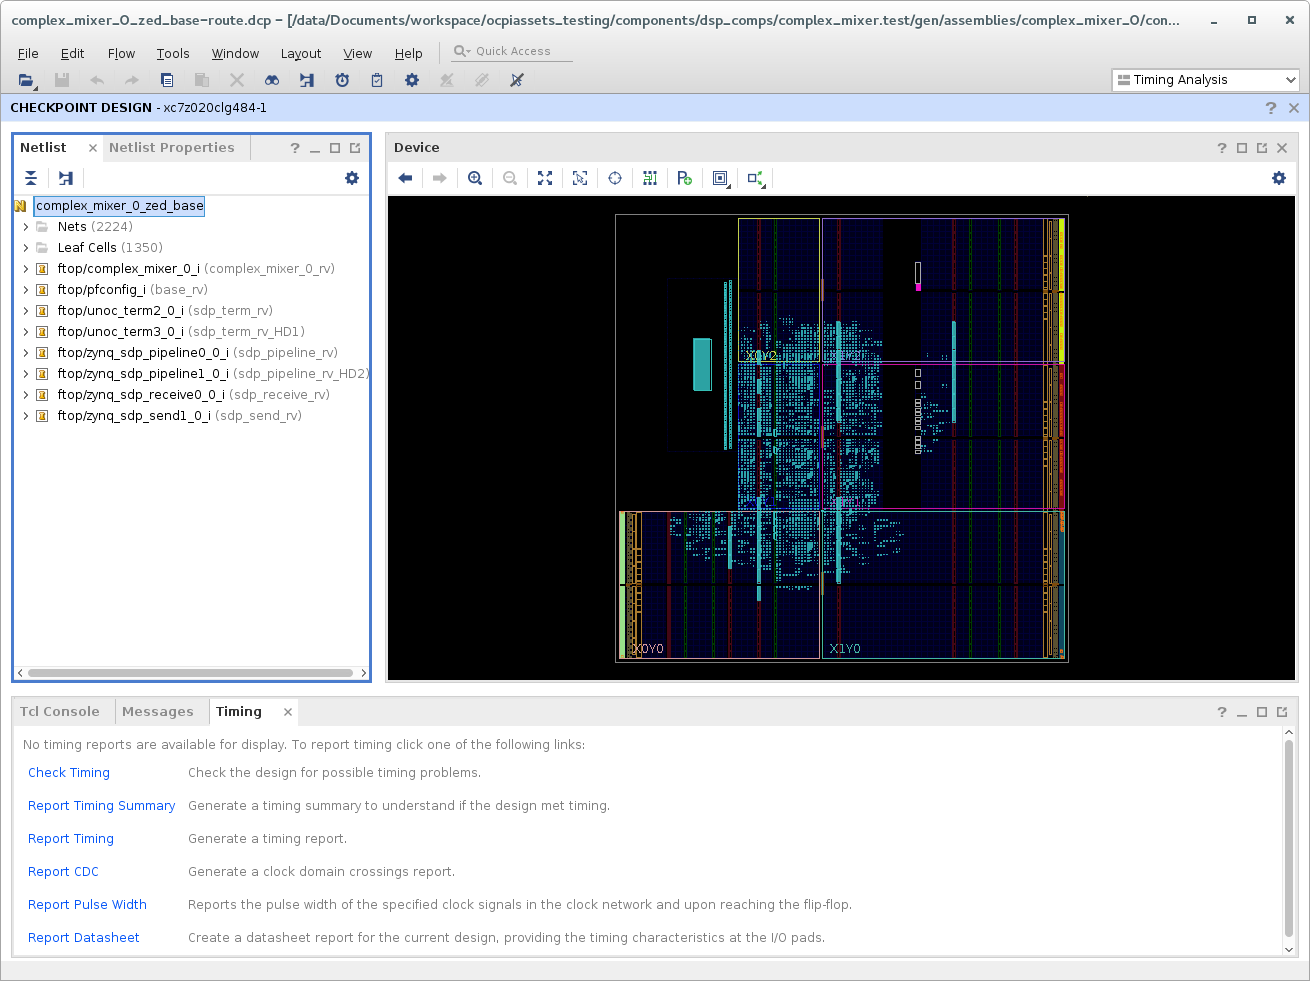 complex_mixer_0_zed_base-route.dcp – [/data/Documents/workspace/ocpiassets_testing/components/dsp_comps/complex_mixer.test/gen/assemblies/complex_mixer_0/con...
File Edit Flow Tools Window Layout View Help Quick Access
Timing Analysis
CHECKPOINT DESIGN - xc7z020clg484-1
Netlist Netlist Properties
complex_mixer_0_zed_base
Nets (2224)
Leaf Cells (1350)
ftop/complex_mixer_0_i (complex_mixer_0_rv)
ftop/pfconfig_i (base_rv)
ftop/unoc_term2_0_i (sdp_term_rv)
ftop/unoc_term3_0_i (sdp_term_rv_HD1)
ftop/zynq_sdp_pipeline0_0_i (sdp_pipeline_rv)
ftop/zynq_sdp_pipeline1_0_i (sdp_pipeline_rv_HD2)
ftop/zynq_sdp_receive0_0_i (sdp_receive_rv)
ftop/zynq_sdp_send1_0_i (sdp_send_rv)
Device
X0Y2
X0Y0
X1Y0
Tcl Console Messages Timing
No timing reports are available for display. To report timing click one of the following links:
Check Timing Check the design for possible timing problems.
Report Timing Summary Generate a timing summary to understand if the design met timing.
Report Timing Generate a timing report.
Report CDC Generate a clock domain crossings report.
Report Pulse Width Reports the pulse width of the specified clock signals in the clock network and upon reaching the flip-flop.
Report Datasheet Create a datasheet report for the current design, providing the timing characteristics at the I/O pads.